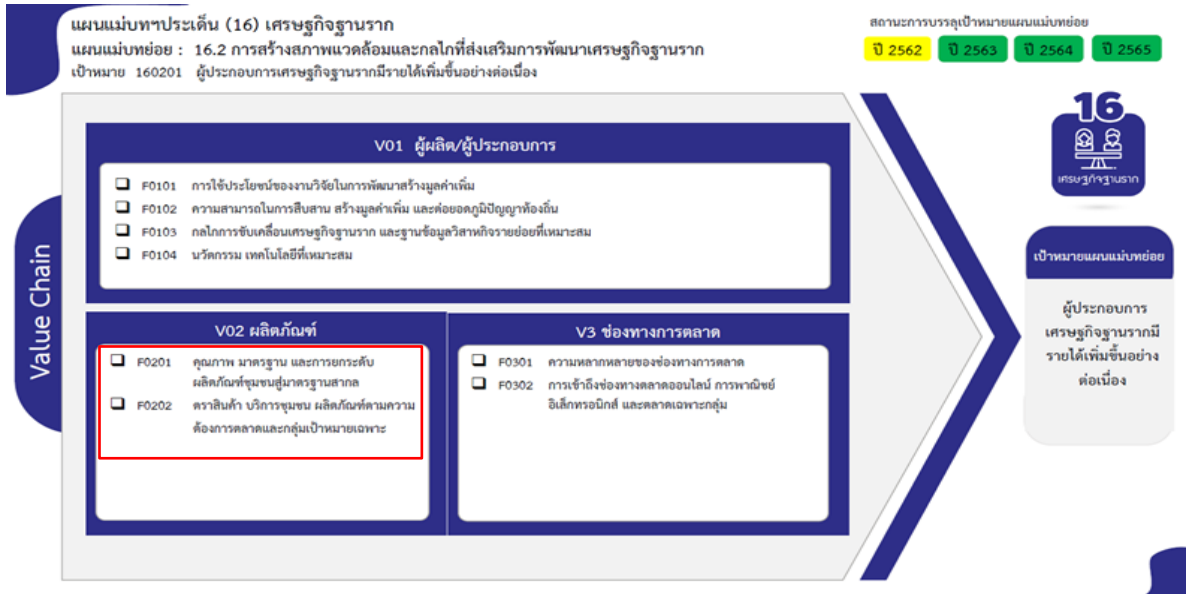 แผนแม่บทฯประเด็น (16) เศรษฐกิจฐานราก
แผนแม่บทย่อย : 16.2 การสร้างสภาพแวดล้อมและกลไกที่ส่งเสริมการพัฒนาเศรษฐกิจฐานราก
เป้าหมาย 160201 ผู้ประกอบการเศรษฐกิจฐานรากมีรายได้เพิ่มขึ้นอย่างต่อเนื่อง
สถานะการบรรลุเป้าหมายแผนแม่บทย่อย
ปี 2562 ปี 2563 ปี 2564 ปี 2565
Value Chain
V01 ผู้ผลิต/ผู้ประกอบการ
F0101 การใช้ประโยชน์ของงานวิจัยในการพัฒนาสร้างมูลค่าเพิ่ม
F0102 ความสามารถในการสืบสาน สร้างมูลค่าเพิ่ม และต่อยอดภูมิปัญญาท้องถิ่น
F0103 กลไกการขับเคลื่อนเศรษฐกิจฐานราก และฐานข้อมูลวิสาหกิจรายย่อยที่เหมาะสม
F0104 นวัตกรรม เทคโนโลยีที่เหมาะสม
V02 ผลิตภัณฑ์
F0201 คุณภาพ มาตรฐาน และการยกระดับ
ผลิตภัณฑ์ชุมชนสู่มาตรฐานสากล
F0202 ตราสินค้า บริการชุมชน ผลิตภัณฑ์ตามความ
ต้องการตลาดและกลุ่มเป้าหมายเฉพาะ
V3 ช่องทางการตลาด
F0301 ความหลากหลายของช่องทางการตลาด
F0302 การเข้าถึงช่องทางตลาดออนไลน์ การพาณิชย์
อิเล็กทรอนิกส์ และตลาดเฉพาะกลุ่ม
16
เศรษฐกิจฐานราก
เป้าหมายแผนแม่บทย่อย
ผู้ประกอบการ
เศรษฐกิจฐานรากมี
รายได้เพิ่มขึ้นอย่าง
ต่อเนื่อง